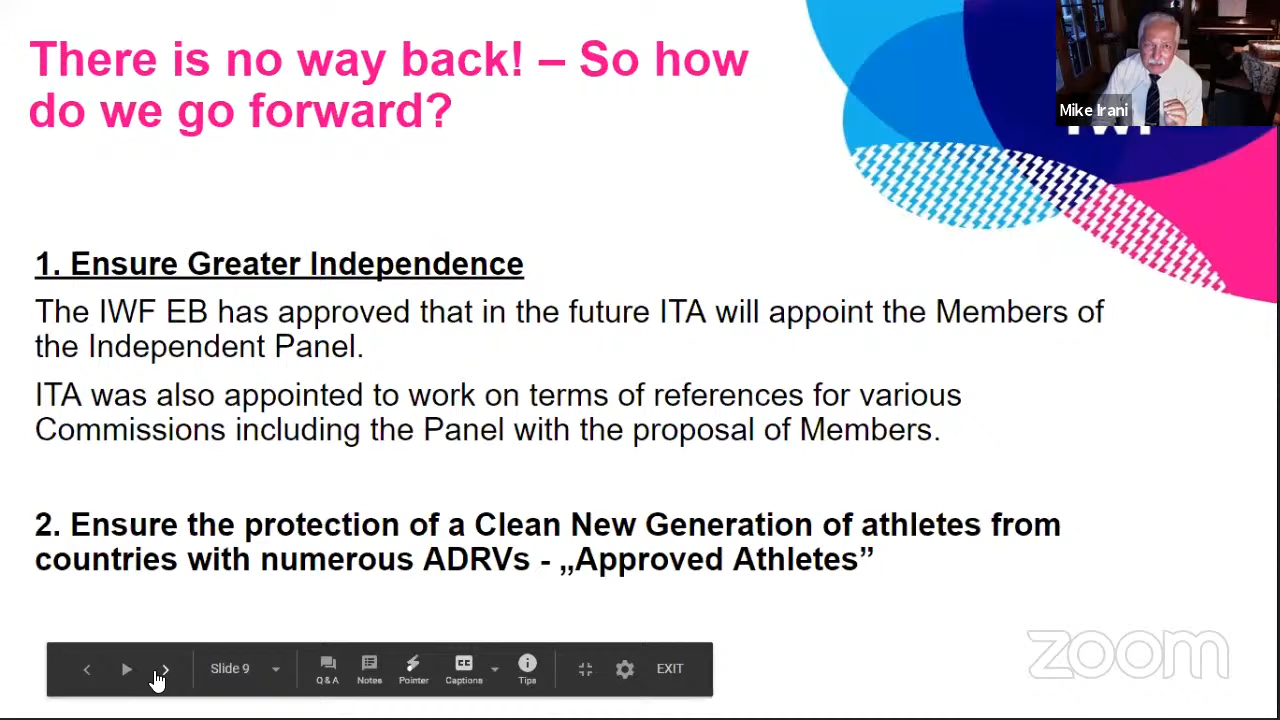 There is no way back! – So how
do we go forward?
Mike Irani
1. Ensure Greater Independence
The IWF EB has approved that in the future ITA will appoint the Members of
the Independent Panel.
ITA was also appointed to work on terms of references for various
Commissions including the Panel with the proposal of Members.
2. Ensure the protection of a Clean New Generation of athletes from
countries with numerous ADRVs - „Approved Athletes”
Slide 9
Q & A
Notes
Pointer
CC
Captions
Tips
EXIT
zoom